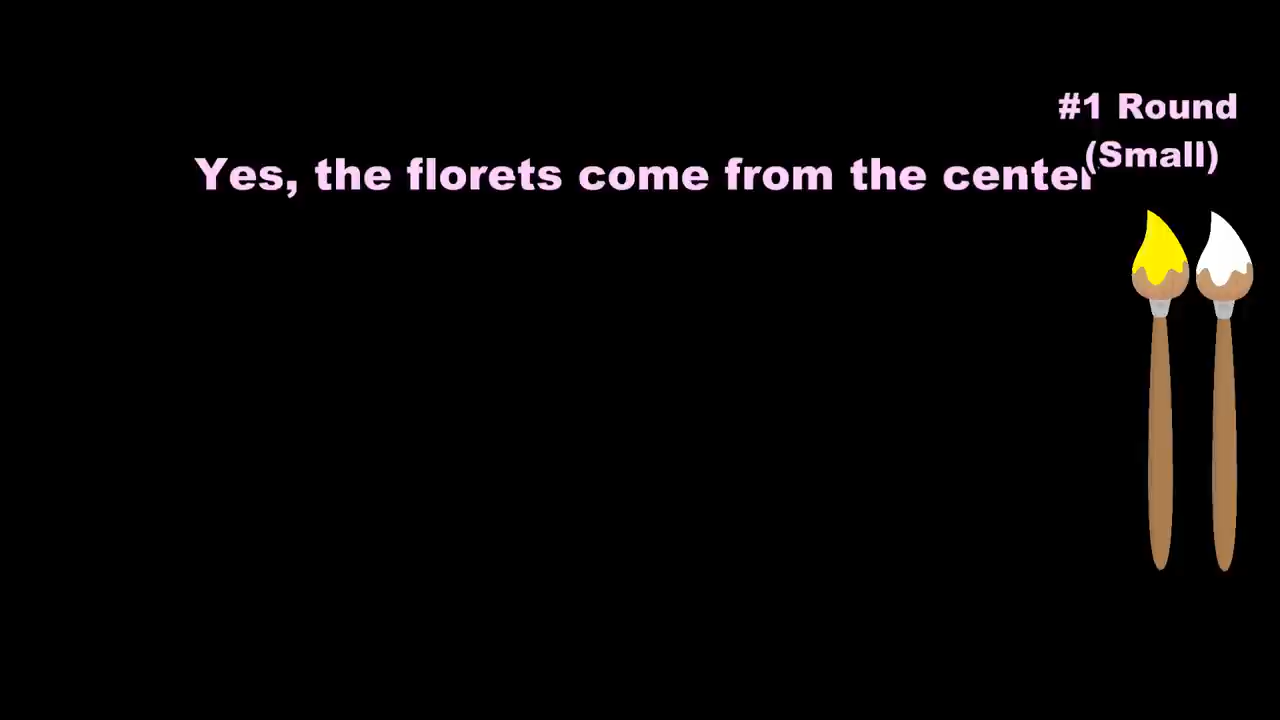 #1 Round
(Small)
Yes, the florets come from the center